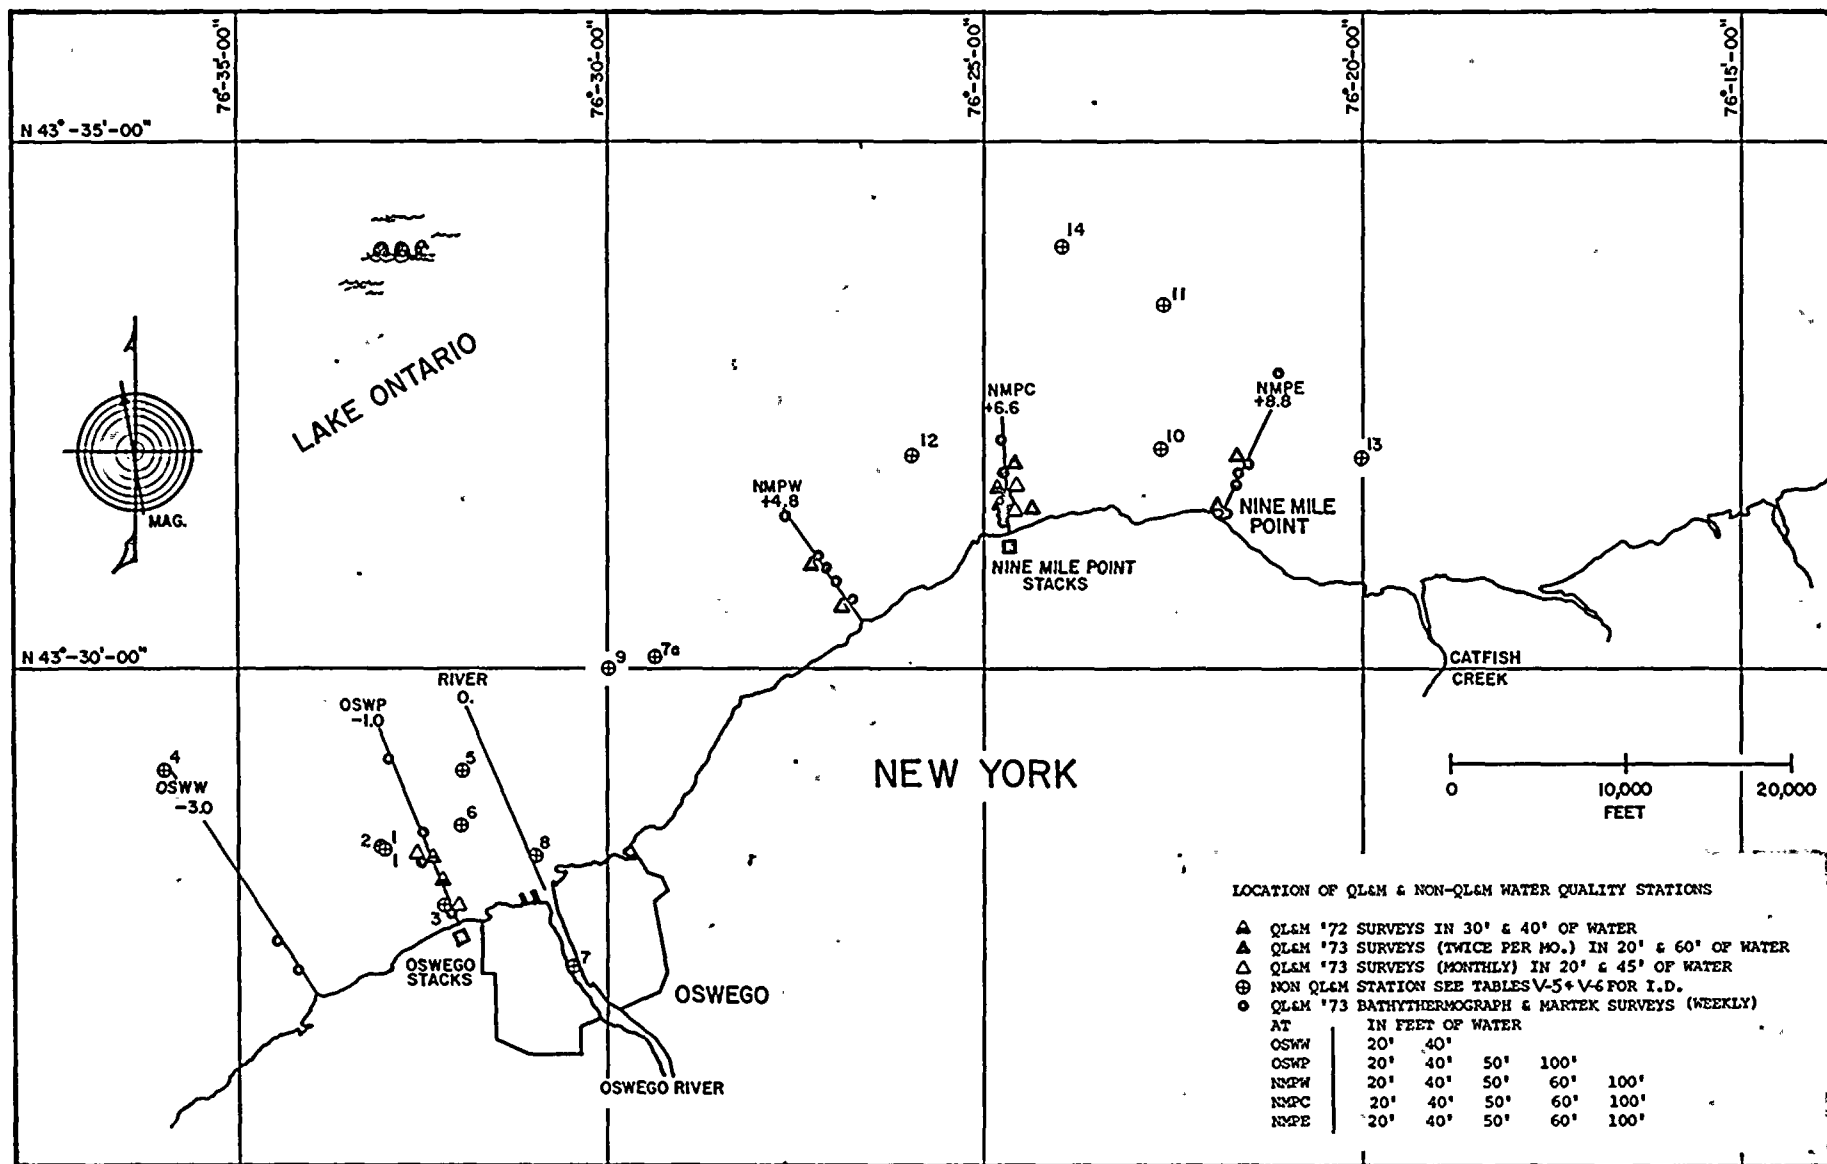 76°-35'-00"
76°-30'-00"
76°-25'-00"
76°-20'-00"
76°-15'-00"
N 43°-35'-00"
14
11
LAKE ONTARIO
NMPC
+6.6
NMPE
+8.8
12
10
13
MAG.
NMPW
+4.8
NINE MILE
POINT
NINE MILE POINT
STACKS
N 43°-30'-00"
9
7a
CATFISH
CREEK
RIVER
0.
OSWP
-1.0
4
OSWW
-3.0
5
NEW YORK
0
10,000
20,000
FEET
6
2
1
1
8
3
OSWEGO
STACKS
7
OSWEGO
OSWEGO RIVER
LOCATION OF QL&M & NON-QL&M WATER QUALITY STATIONS
QL&M '72 SURVEYS IN 30' & 40' OF WATER
QL&M '73 SURVEYS (TWICE PER MO.) IN 20' & 60' OF WATER
QL&M '73 SURVEYS (MONTHLY) IN 20' & 45' OF WATER
NON QL&M STATION SEE TABLES V-5+V-6 FOR I.D.
QL&M '73 BATHYTHERMOGRAPH & MARTEK SURVEYS (WEEKLY)
AT IN FEET OF WATER
OSWW 20' 40'
OSWP 20' 40' 50' 100'
NMPW 20' 40' 50' 60' 100'
NMPC 20' 40' 50' 60' 100'
NMPE 20' 40' 50' 60' 100'